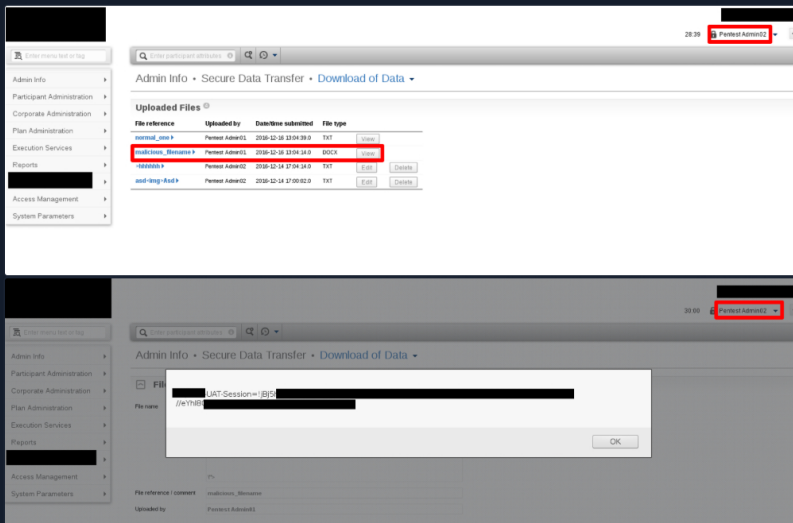 28:39 Pentest Admin02
Enter menu text or tag
Enter participant attributes
Admin Info
Participant Administration
Corporate Administration
Plan Administration
Execution Services
Reports
Access Management
System Parameters
Admin Info • Secure Data Transfer • Download of Data
Uploaded Files
File reference Uploaded by Date/time submitted File type
normal_one Pentest Admin01 2016-12-16 13:04:39.0 TXT View
malicious_filename Pentest Admin01 2016-12-16 13:04:14.0 DOCX View
>hhhhhh Pentest Admin02 2016-12-14 17:04:14.0 TXT Edit Delete
asd<img>Asd Pentest Admin02 2016-12-14 17:00:02.0 TXT Edit Delete
30:00 Pentest Admin02
Enter menu text or tag
Enter participant attributes
Admin Info
Participant Administration
Corporate Administration
Plan Administration
Execution Services
Reports
Access Management
System Parameters
Admin Info • Secure Data Transfer • Download of Data
File name
UAT-Session=!
//eYhIB
OK
File reference / comment malicious_filename
Uploaded by Pentest Admin01